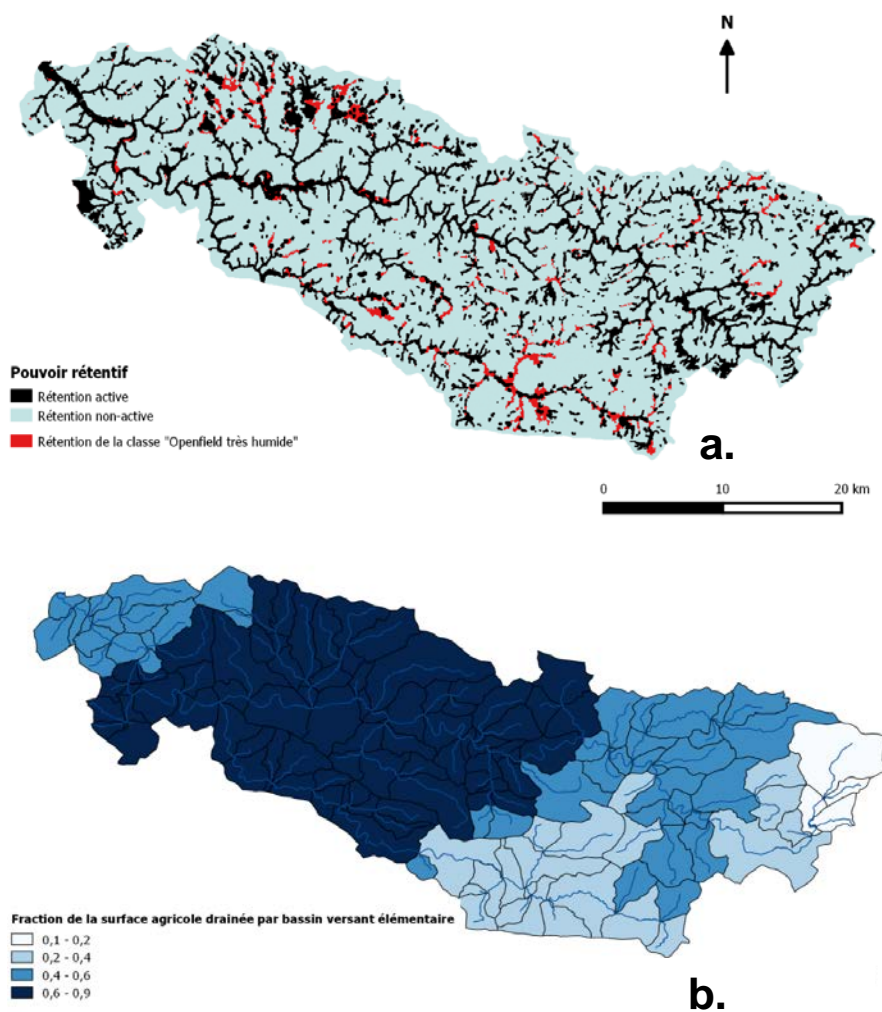 N
Pouvoir rétentif
Rétention active
Rétention non-active
Rétention de la classe "Openfield très humide"
a.
0 10 20 km
Fraction de la surface agricole drainée par bassin versant élémentaire
0,1 - 0,2
0,2 - 0,4
0,4 - 0,6
0,6 - 0,9
b.